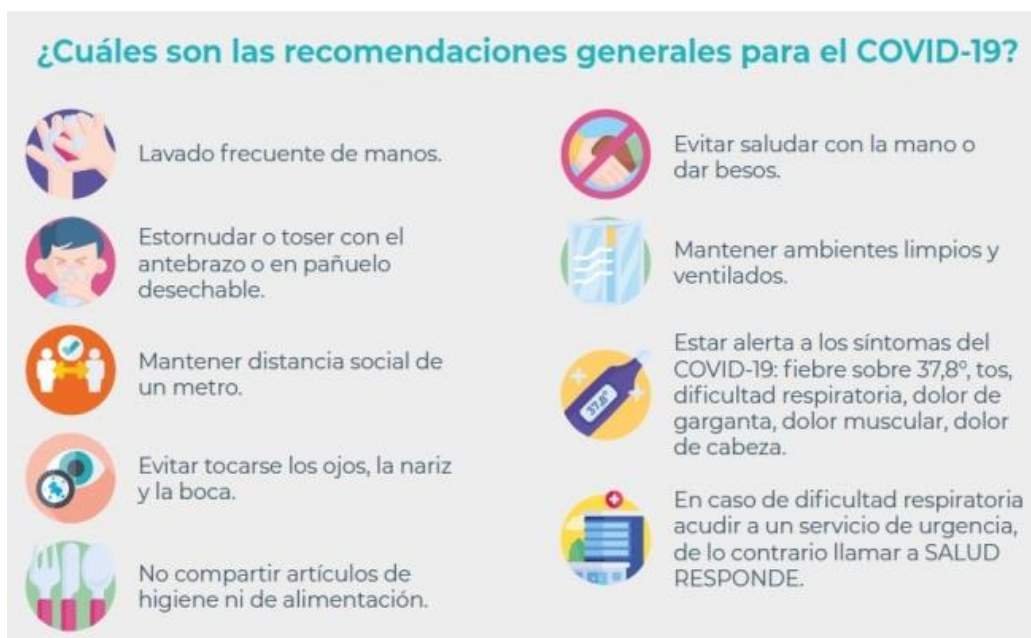 ¿Cuáles son las recomendaciones generales para el COVID-19?
Lavado frecuente de manos.
Estornudar o toser con el
antebrazo o en pañuelo
desechable.
Mantener distancia social de
un metro.
Evitar tocarse los ojos, la nariz
y la boca.
No compartir artículos de
higiene ni de alimentación.
Evitar saludar con la mano o
dar besos.
Mantener ambientes limpios y
ventilados.
Estar alerta a los síntomas del
COVID-19: fiebre sobre 37,8º, tos,
dificultad respiratoria, dolor de
garganta, dolor muscular, dolor
de cabeza.
37.8°
En caso de dificultad respiratoria
acudir a un servicio de urgencia,
de lo contrario llamar a SALUD
RESPONDE.